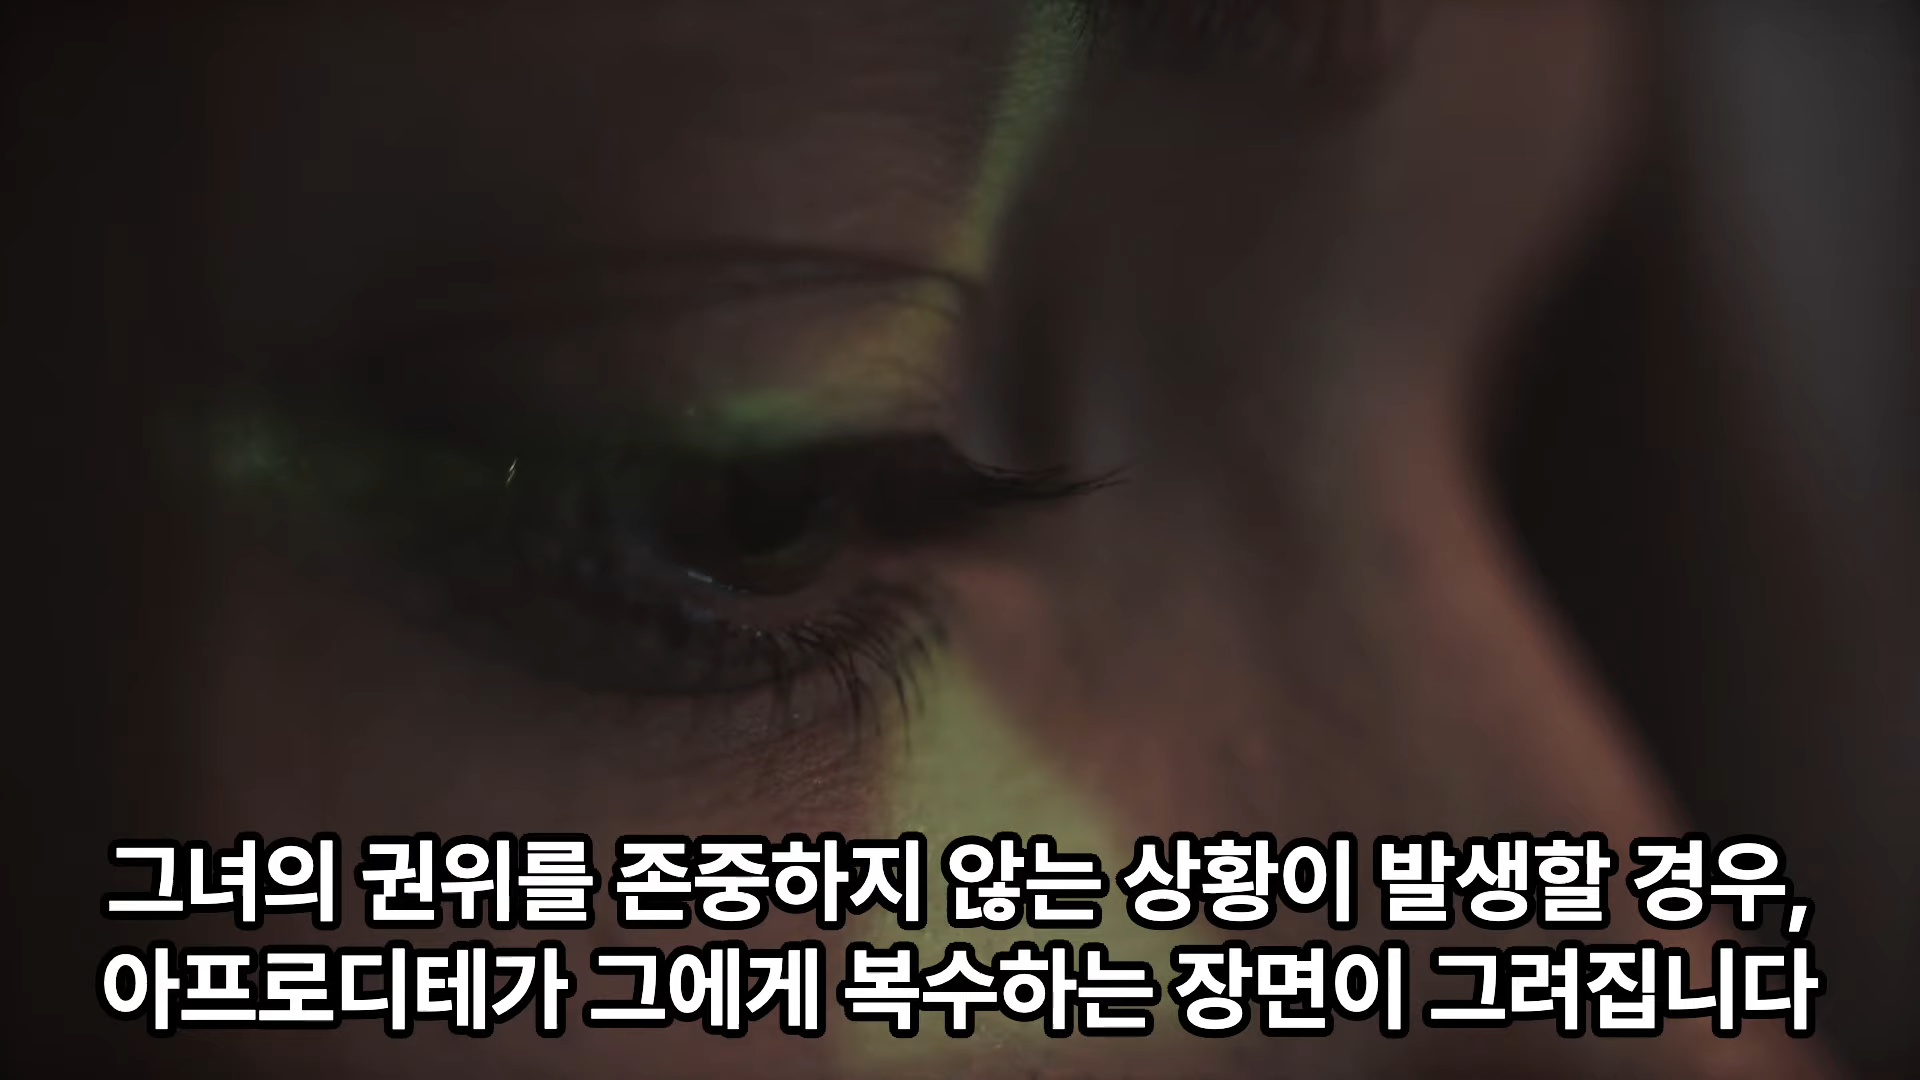 그녀의 권위를 존중하지 않는 상황이 발생할 경우,
아프로디테가 그에게 복수하는 장면이 그려집니다